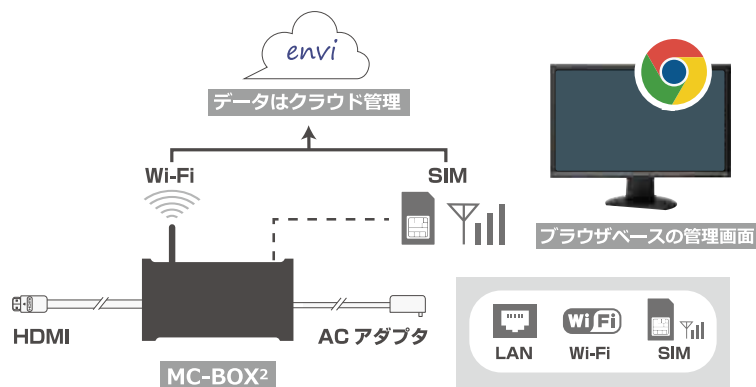 envi
データはクラウド管理
Wi-Fi
SIM
ブラウザベースの管理画面
HDMI
AC アダプタ
MC-BOX²
Wi Fi
LAN
Wi-Fi
SIM